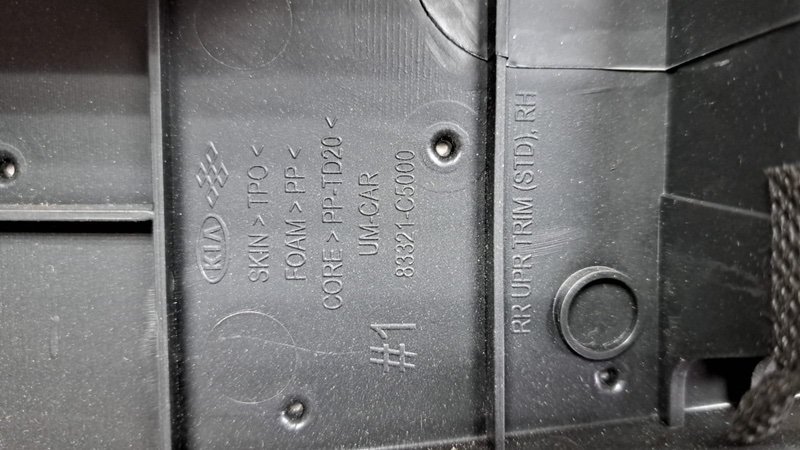 KIA
SKIN > TPO <
FOAM > PP <
CORE > PP-TD20 <
UM-CAR
83321-C5000
#1
RR UPR TRIM (STD), RH